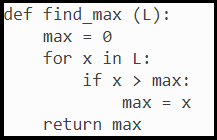 def find_max (L):
    max = 0
    for x in L:
        if x > max:
            max = x
    return max